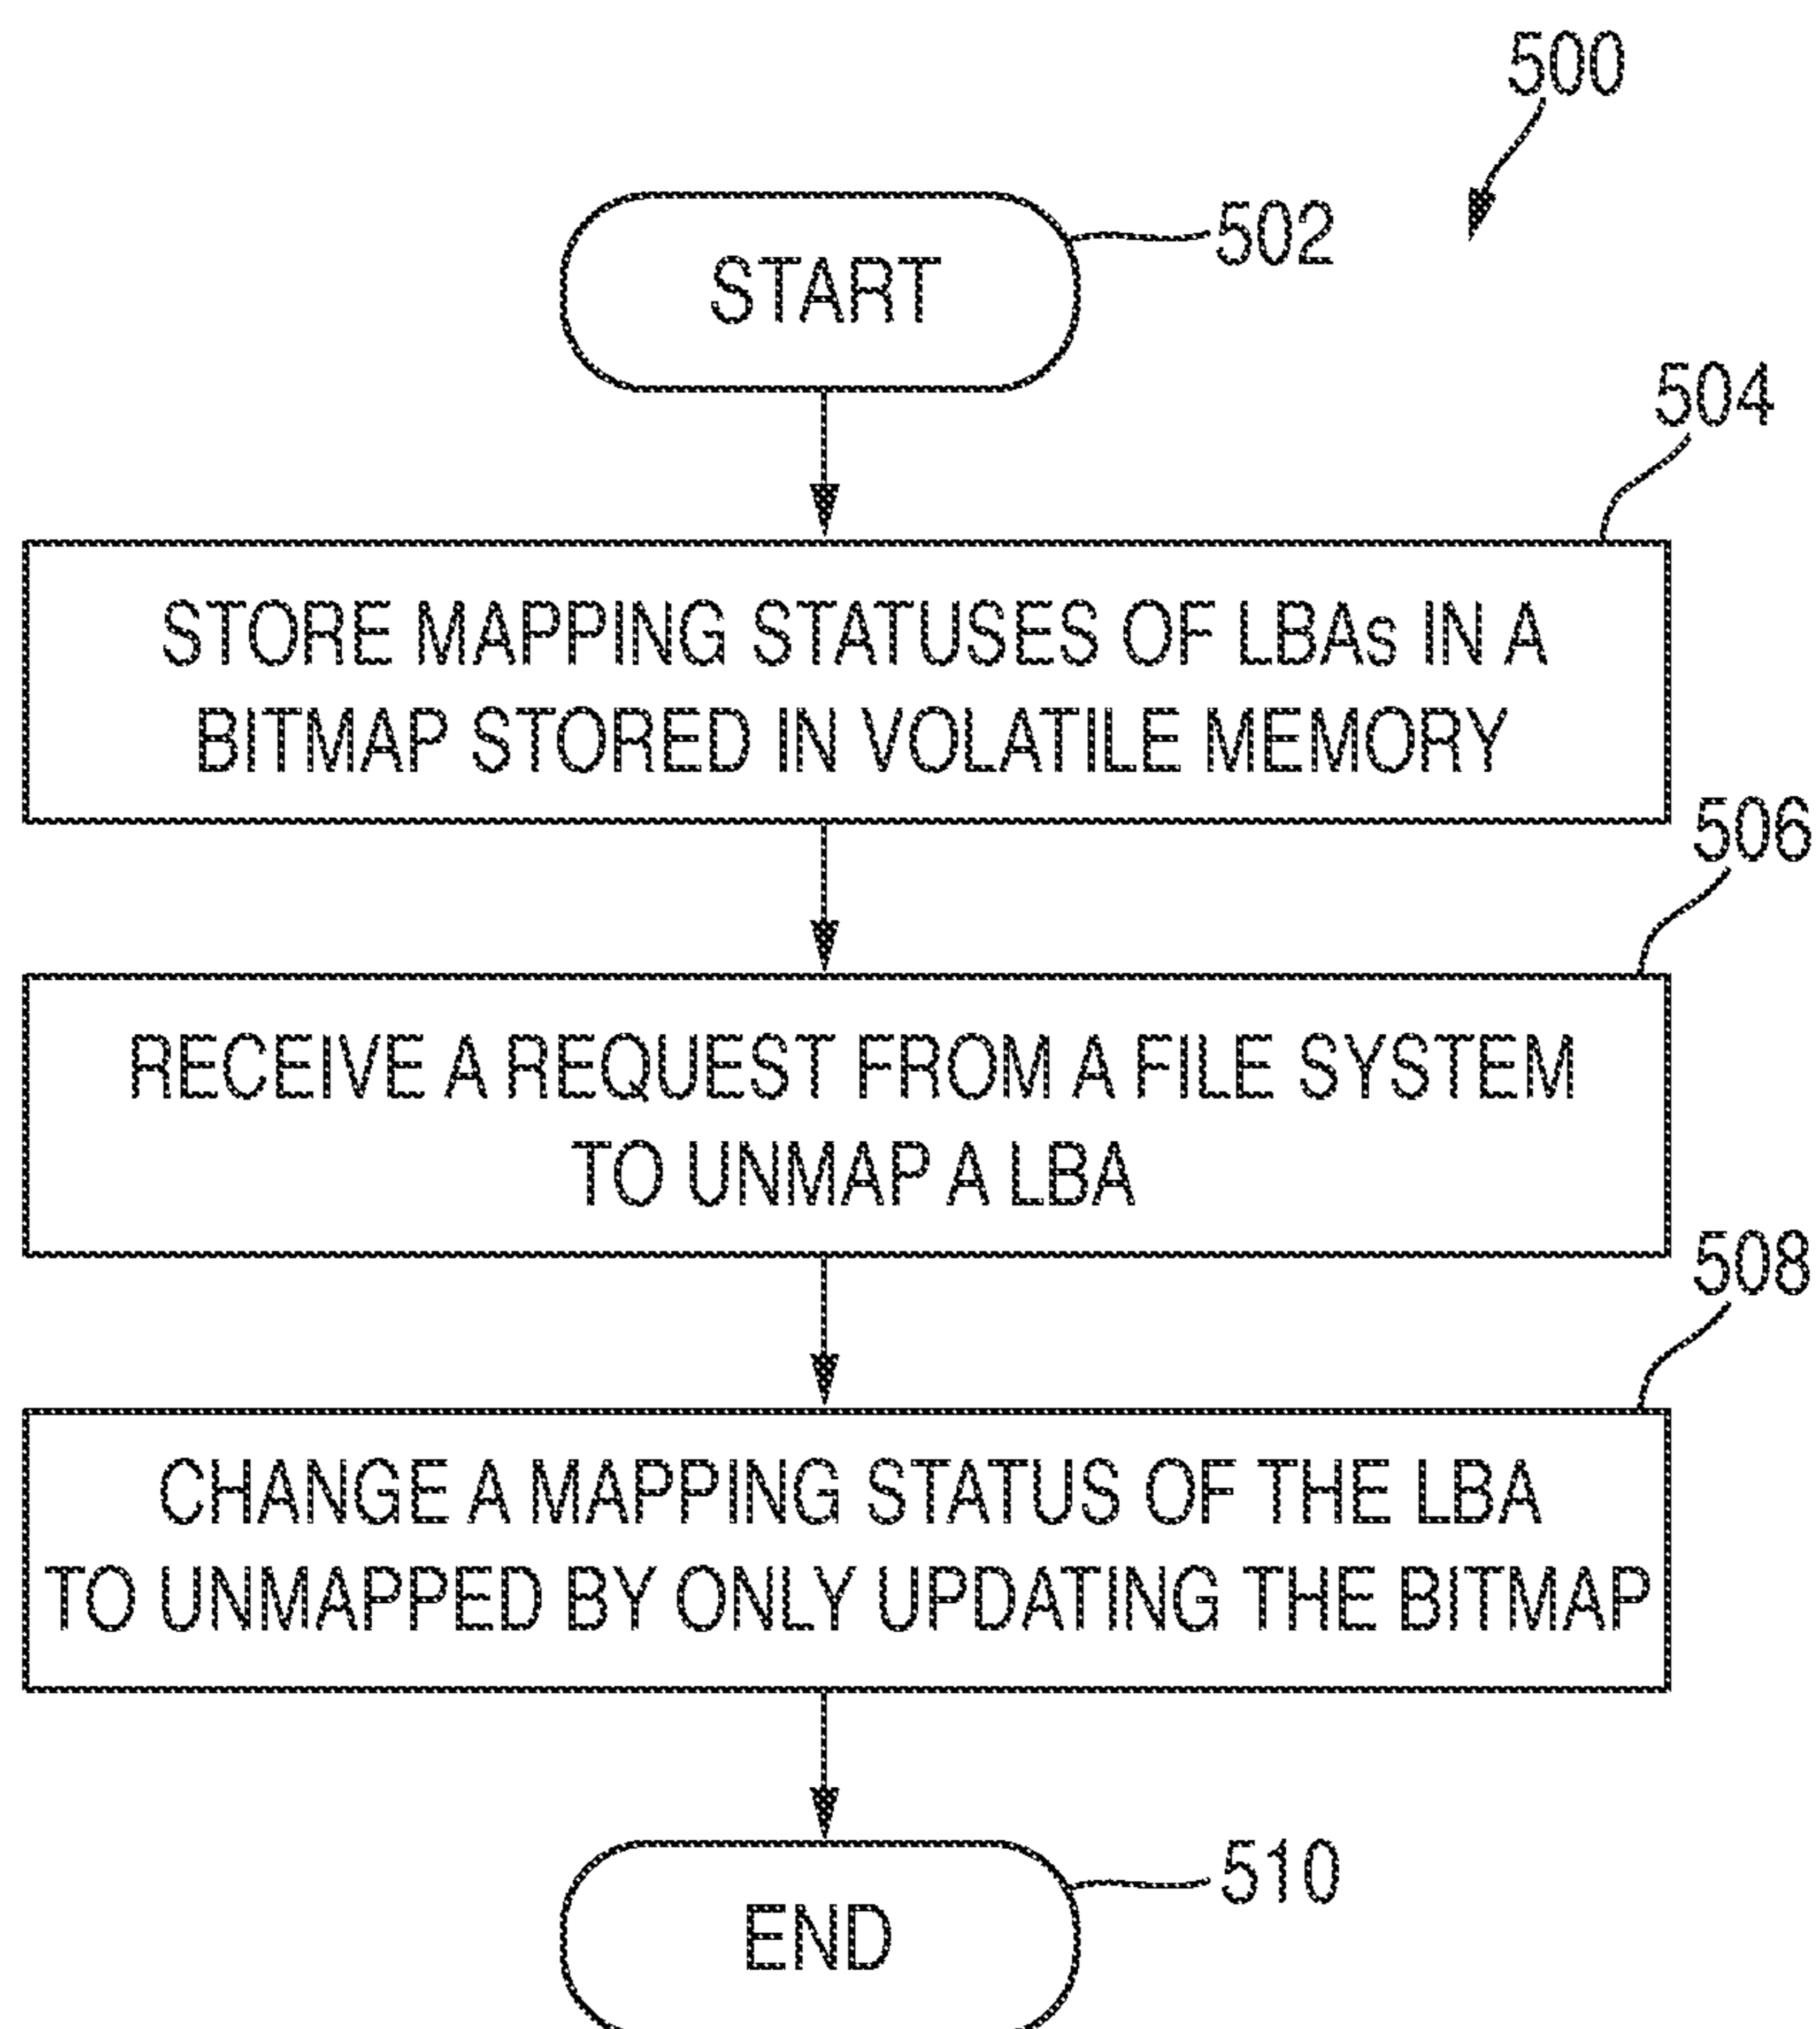 500
START
502
504
STORE MAPPING STATUSES OF LBAs IN A
BITMAP STORED IN VOLATILE MEMORY
506
RECEIVE A REQUEST FROM A FILE SYSTEM
TO UNMAP A LBA
508
CHANGE A MAPPING STATUS OF THE LBA
TO UNMAPPED BY ONLY UPDATING THE BITMAP
510
END